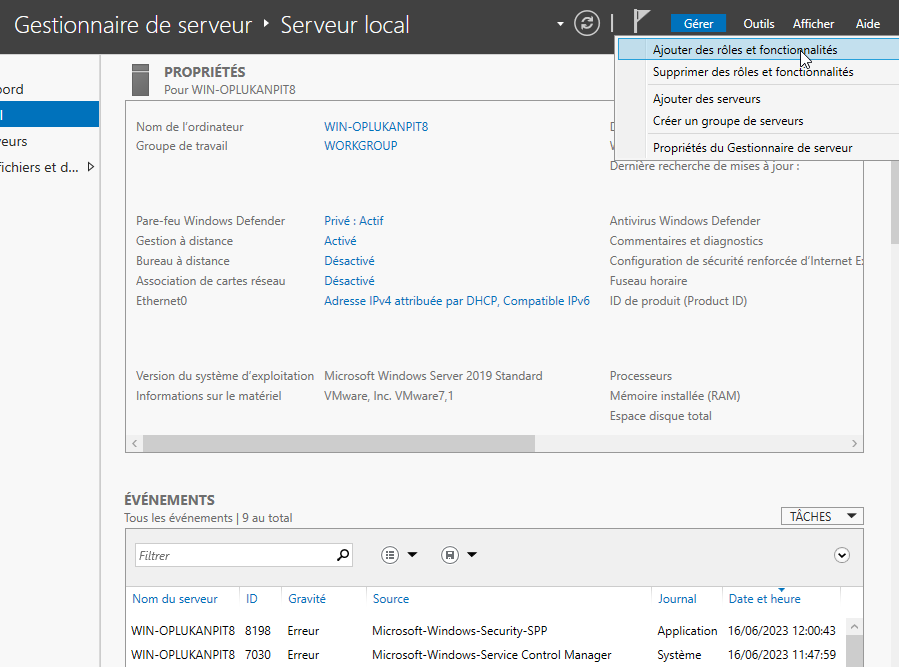 Gestionnaire de serveur ‣ Serveur local
Gérer Outils Afficher Aide
Ajouter des rôles et fonctionnalités
Supprimer des rôles et fonctionnalités
Ajouter des serveurs
Créer un groupe de serveurs
Propriétés du Gestionnaire de serveur
PROPRIÉTÉS
Pour WIN-OPLUKANPIT8
Nom de l'ordinateur WIN-OPLUKANPIT8
Groupe de travail WORKGROUP
Dernière recherche de mises à jour :
Pare-feu Windows Defender Privé : Actif Antivirus Windows Defender
Gestion à distance Activé Commentaires et diagnostics
Bureau à distance Désactivé Configuration de sécurité renforcée d'Internet E
Association de cartes réseau Désactivé Fuseau horaire
Ethernet0 Adresse IPv4 attribuée par DHCP, Compatible IPv6 ID de produit (Product ID)
Version du système d'exploitation Microsoft Windows Server 2019 Standard Processeurs
Informations sur le matériel VMware, Inc. VMware7,1 Mémoire installée (RAM)
Espace disque total
ÉVÉNEMENTS
Tous les événements | 9 au total
TÂCHES
Filtrer
Nom du serveur ID Gravité Source Journal Date et heure
WIN-OPLUKANPIT8 8198 Erreur Microsoft-Windows-Security-SPP Application 16/06/2023 12:00:43
WIN-OPLUKANPIT8 7030 Erreur Microsoft-Windows-Service Control Manager Système 16/06/2023 11:47:59